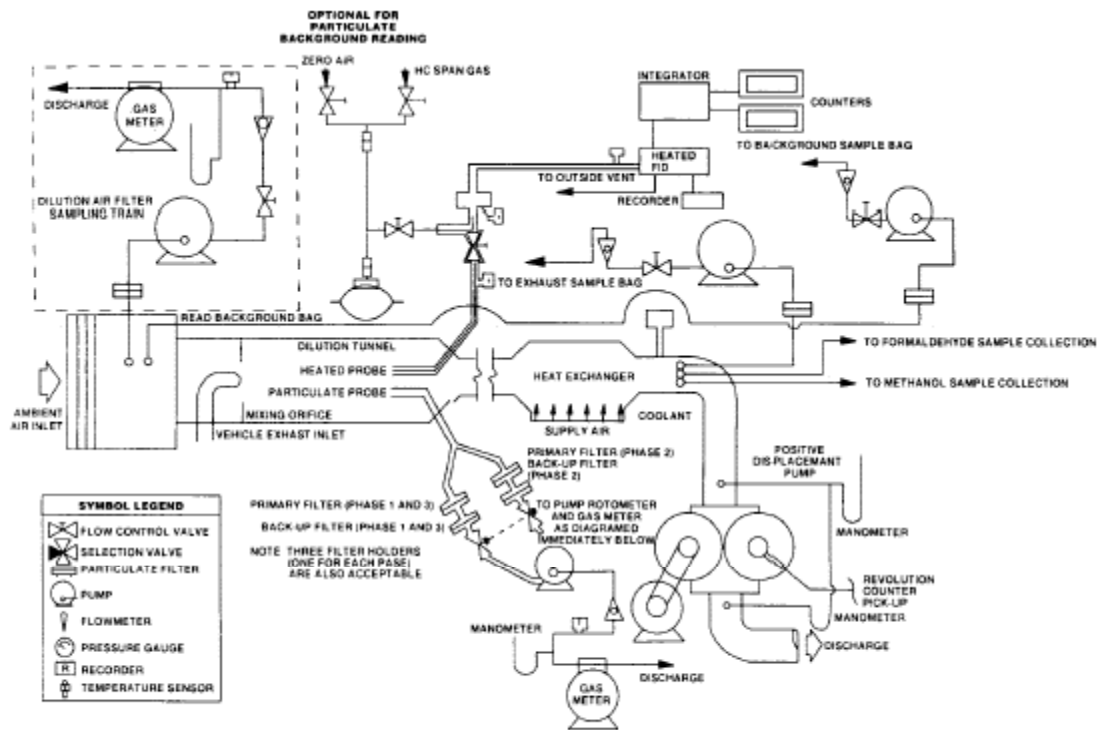 OPTIONAL FOR
PARTICULATE
BACKGROUND READING
ZERO AIR
HC SPAN GAS
DISCHARGE
GAS
METER
DILUTION AIR FILTER
SAMPLING TRAIN
INTEGRATOR
COUNTERS
TO BACKGROUND SAMPLE BAG
HEATED
FID
TO OUTSIDE VENT
RECORDER
TO EXHAUST SAMPLE BAG
READ BACKGROUND BAG
DILUTION TUNNEL
HEATED PROBE
PARTICULATE PROBE
HEAT EXCHANGER
TO FORMALDEHYDE SAMPLE COLLECTION
TO METHANOL SAMPLE COLLECTION
AMBIENT
AIR INLET
MIXING ORIFICE
VEHICLE EXHAST INLET
COOLANT
SUPPLY AIR
PRIMARY FILTER (PHASE 2)
BACK-UP FILTER
(PHASE 2)
POSITIVE
DIS-PLACEMANT
PUMP
PRIMARY FILTER (PHASE 1 AND 3)
BACK-UP FILTER (PHASE 1 AND 3)
TO PUMP ROTOMETER
AND GAS METER
AS DIAGRAMED
IMMEDIATELY BELOW
MANOMETER
NOTE THREE FILTER HOLDERS
(ONE FOR EACH PASE)
ARE ALSO ACCEPTABLE
REVOLUTION
COUNTER
PICK-UP
MANOMETER
MANOMETER
DISCHARGE
DISCHARGE
GAS
METER
SYMBOL LEGEND
FLOW CONTROL VALVE
SELECTION VALVE
PARTICULATE FILTER
PUMP
FLOWMETER
PRESSURE GAUGE
R RECORDER
TEMPERATURE SENSOR